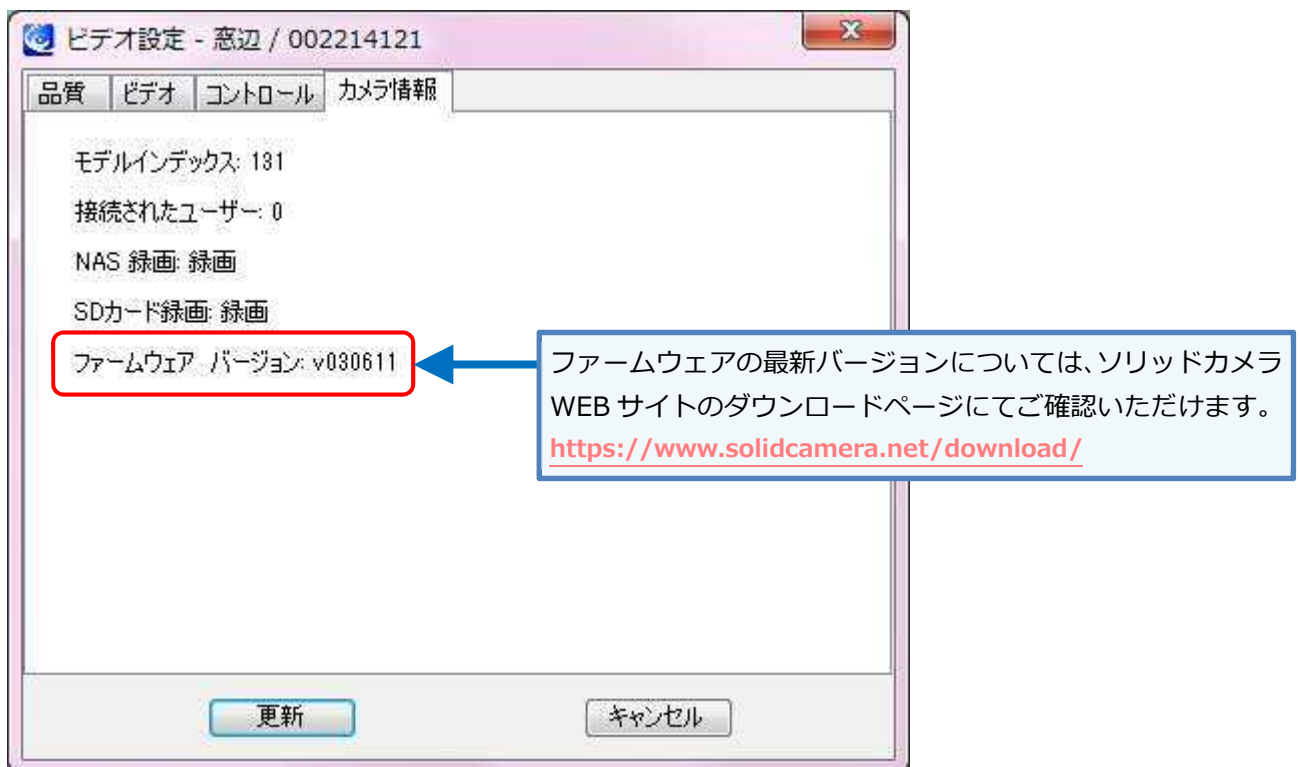 ビデオ設定 - 窓辺 / 002214121
品質 ビデオ コントロール カメラ情報
モデルインデックス: 131
接続されたユーザー: 0
NAS 録画: 録画
SDカード録画: 録画
ファームウェア バージョン: v030611
ファームウェアの最新バージョンについては、ソリッドカメラ
WEB サイトのダウンロードページにてご確認いただけます。
https://www.solidcamera.net/download/
更新 キャンセル